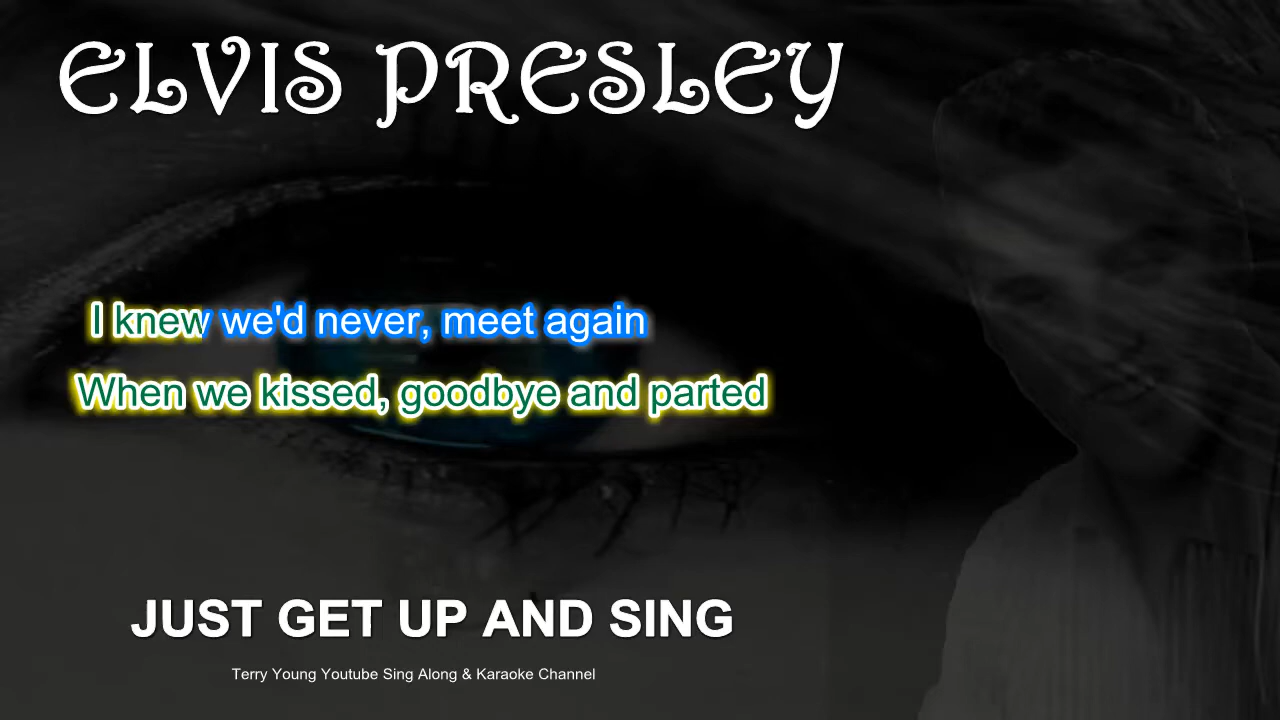 ELVIS PRESLEY
I knew we'd never, meet again
When we kissed, goodbye and parted
JUST GET UP AND SING
Terry Young Youtube Sing Along & Karaoke Channel